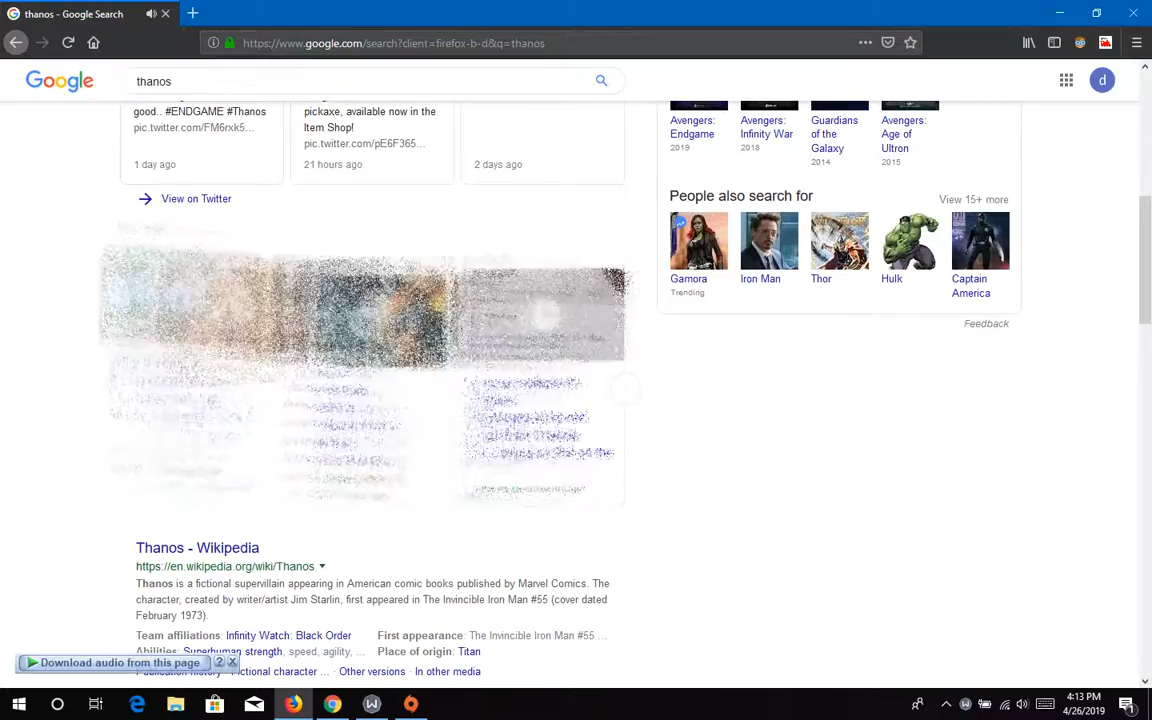 thanos - Google Search
https://www.google.com/search?client=firefox-b-d&q=thanos
Google
thanos
d
good.. #ENDGAME #Thanos
pic.twitter.com/FM6rxk5...
1 day ago
pickaxe, available now in the
Item Shop!
pic.twitter.com/pE6F365...
21 hours ago
2 days ago
View on Twitter
Avengers:
Endgame
2019
Avengers:
Infinity War
2018
Guardians
of the
Galaxy
2014
Avengers:
Age of
Ultron
2015
People also search for
View 15+ more
Gamora
Trending
Iron Man
Thor
Hulk
Captain
America
Feedback
Thanos - Wikipedia
https://en.wikipedia.org/wiki/Thanos
Thanos is a fictional supervillain appearing in American comic books published by Marvel Comics. The
character, created by writer/artist Jim Starlin, first appeared in The Invincible Iron Man #55 (cover dated
February 1973).
Team affiliations: Infinity Watch; Black Order
First appearance: The Invincible Iron Man #55 ...
Abilities: Superhuman strength, speed, agility, ...
Place of origin: Titan
Fictional character ... · Other versions · In other media
Download audio from this page
?
4:13 PM
4/26/2019
1